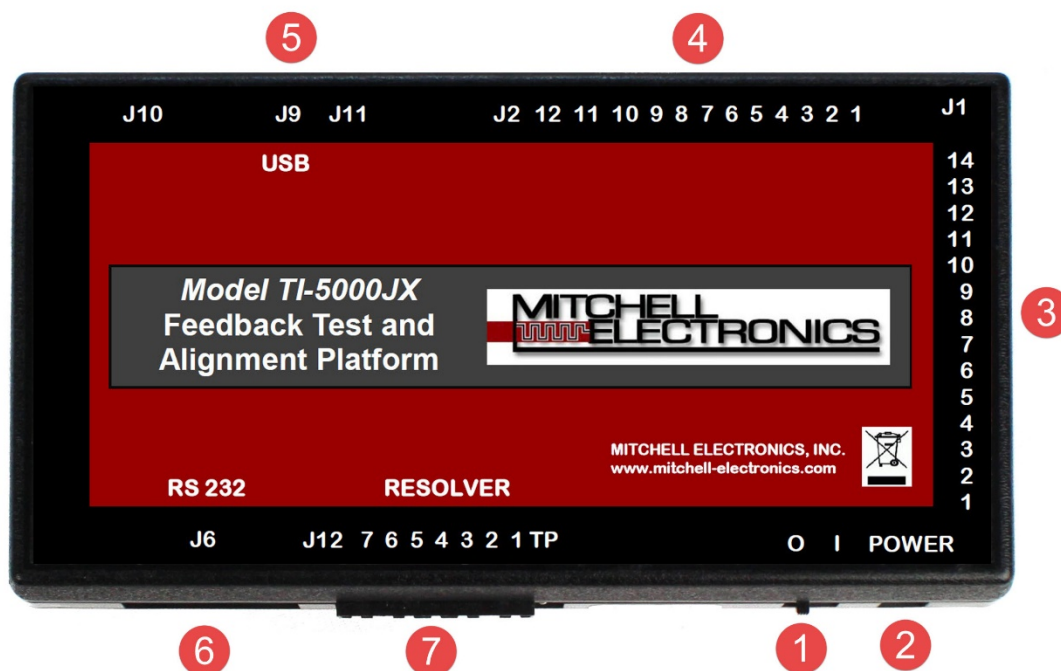 5
4
J10 J9 J11 J2 12 11 10 9 8 7 6 5 4 3 2 1 J1
USB
14
13
12
11
10
9
8
7
6
5
4
3
2
1
3
Model TI-5000JX
Feedback Test and
Alignment Platform
MITCHELL
ELECTRONICS
MITCHELL ELECTRONICS, INC.
www.mitchell-electronics.com
RS 232 RESOLVER
J6 J12 7 6 5 4 3 2 1 TP O I POWER
6
7
1
2